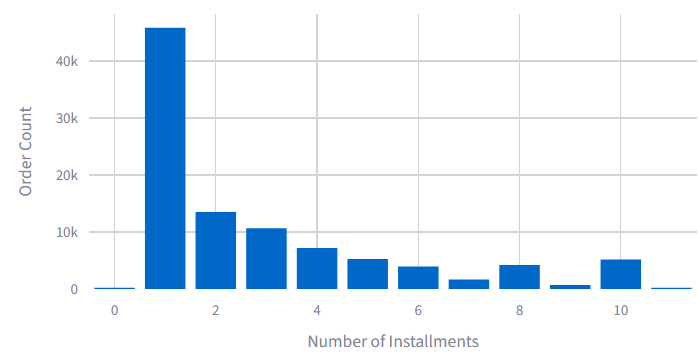 40k
30k
20k
10k
0
Order Count
0 2 4 6 8 10
Number of Installments